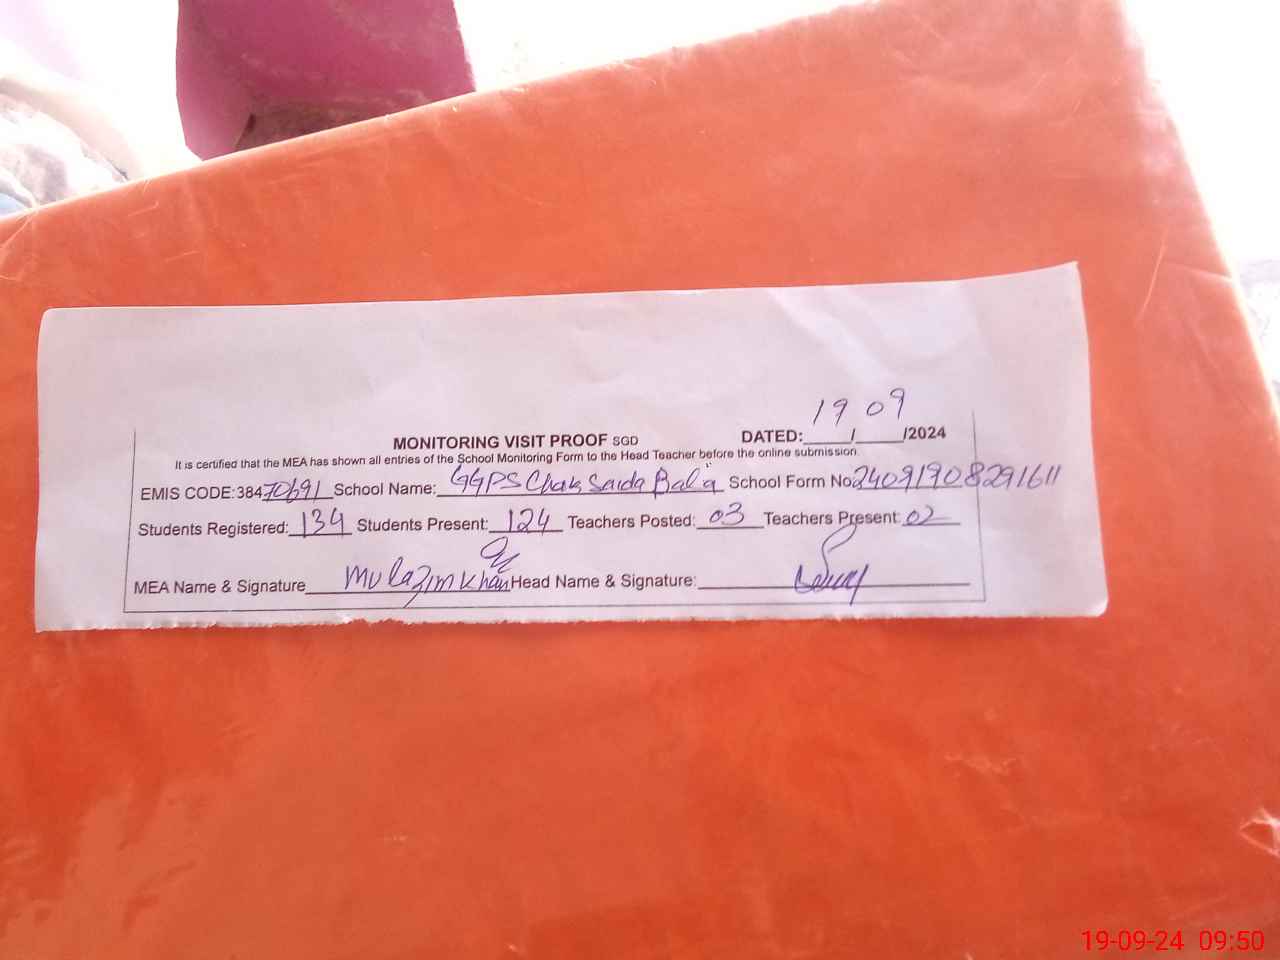 19 09
MONITORING VISIT PROOF SGD DATED:____/____/2024
It is certified that the MEA has shown all entries of the School Monitoring Form to the Head Teacher before the online submission.
EMIS CODE:38470691 School Name: GGPS Chak Saida Bala School Form No 24091908291611
Students Registered: 134 Students Present: 124 Teachers Posted: 03 Teachers Present: 02
MEA Name & Signature Mulazim Khan Head Name & Signature:
19-09-24 09:50